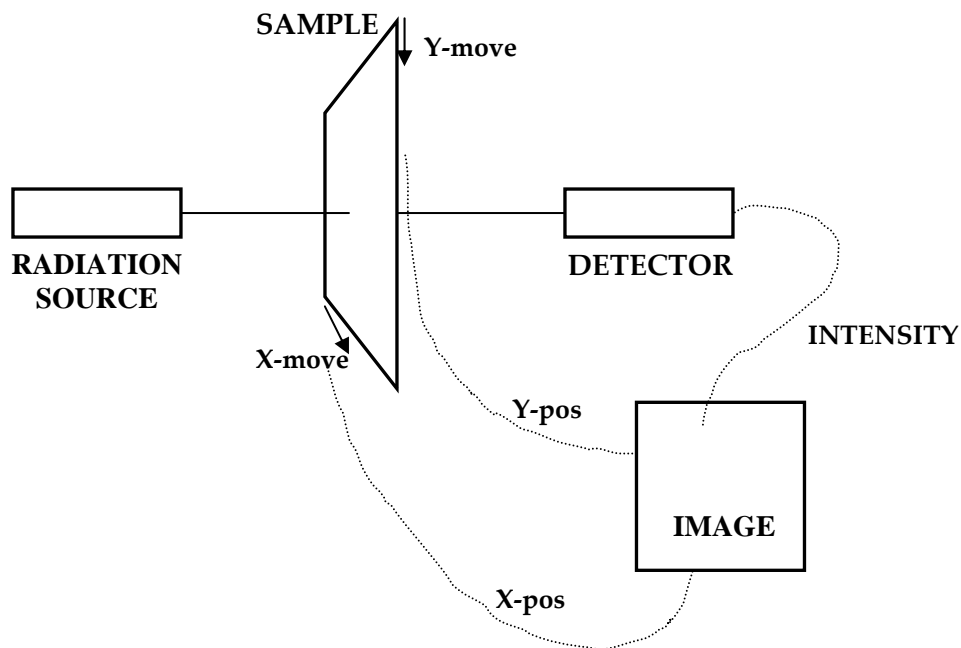 SAMPLE
Y-move
RADIATION
SOURCE
DETECTOR
INTENSITY
X-move
Y-pos
IMAGE
X-pos